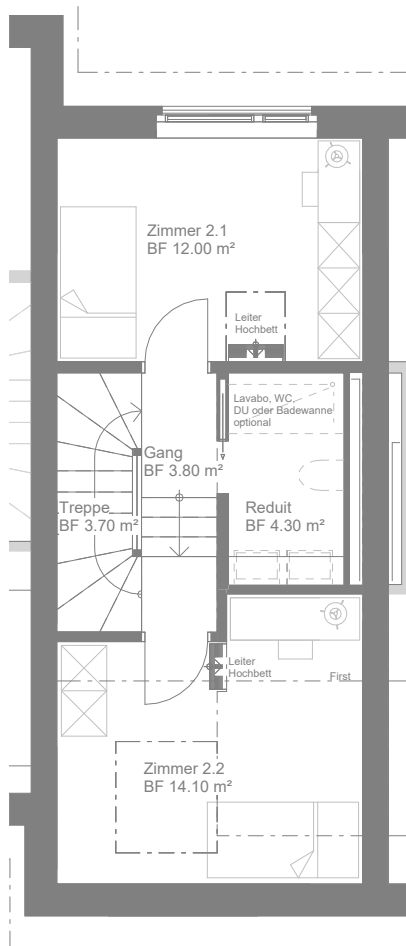 Zimmer 2.1
BF 12.00 m²
Leiter
Hochbett
Lavabo, WC,
DU oder Badewanne
optional
Gang
BF 3.80 m²
Treppe
BF 3.70 m²
Reduit
BF 4.30 m²
Leiter
Hochbett
First
Zimmer 2.2
BF 14.10 m²